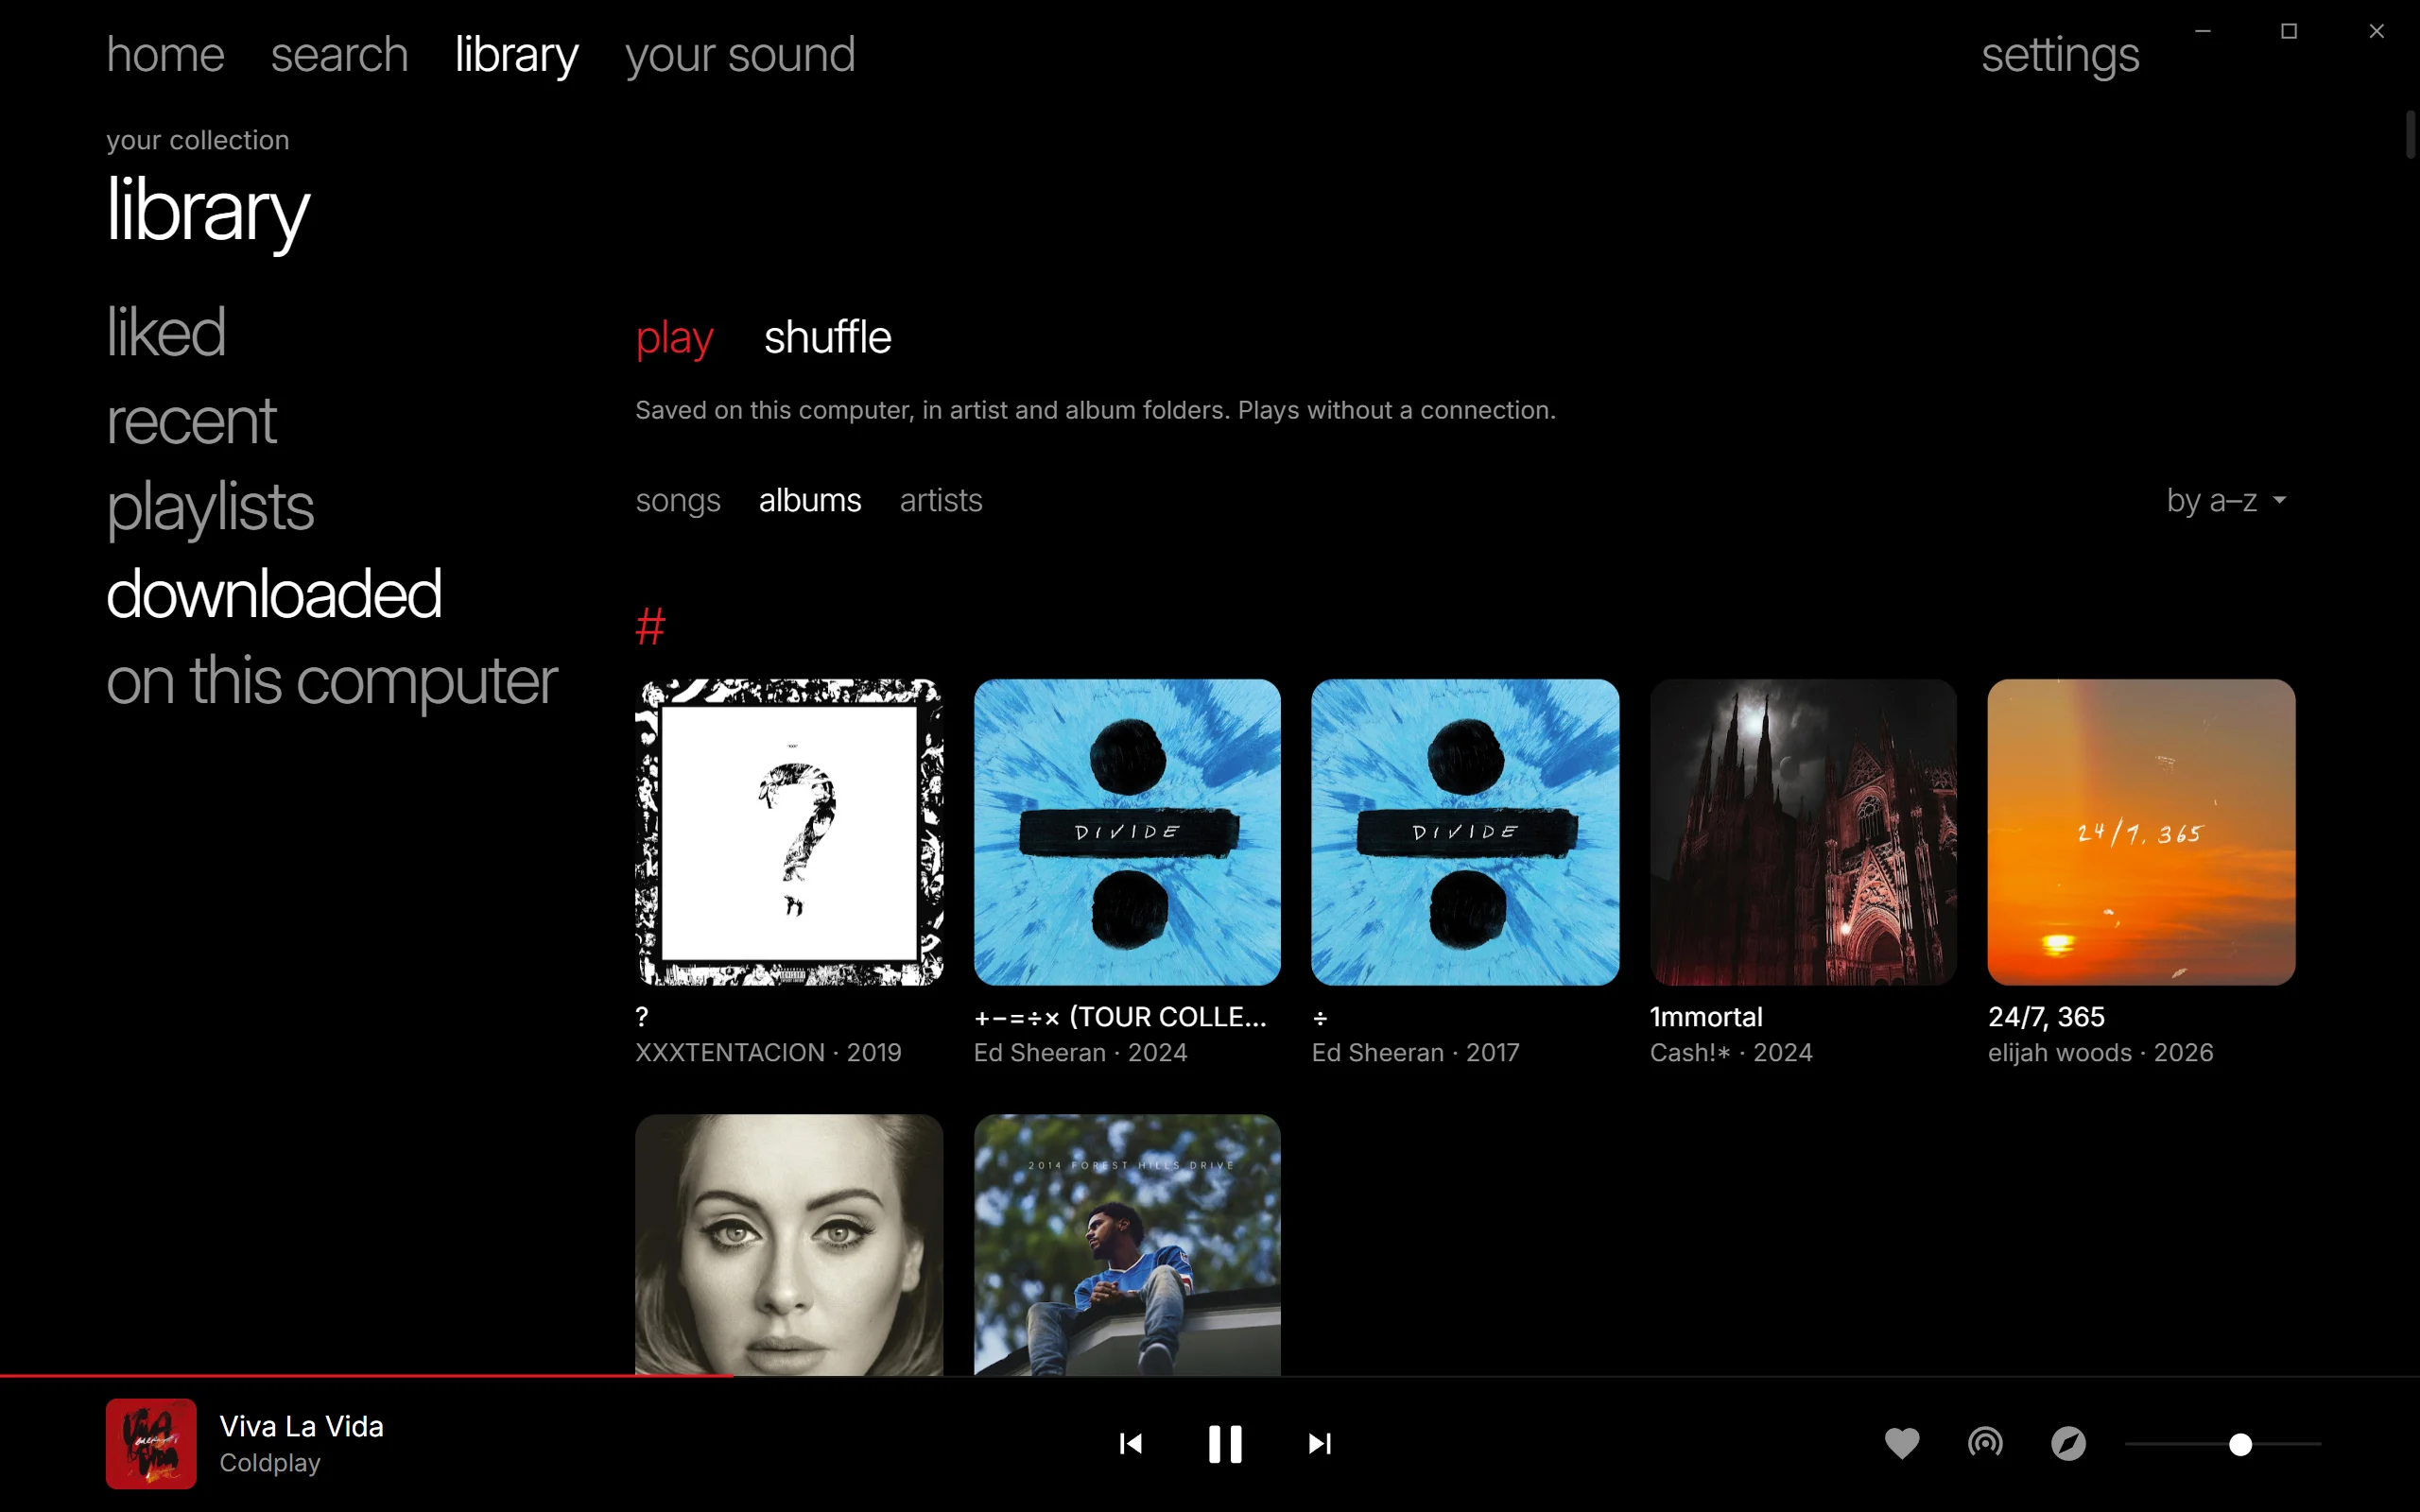 home search library your sound settings
your collection
library
liked
recent
playlists
downloaded
on this computer
play shuffle
Saved on this computer, in artist and album folders. Plays without a connection.
songs albums artists by a–z
#
DIVIDE
DIVIDE
24/7, 365
?
XXXTENTACION · 2019
+−=÷× (TOUR COLLE...
Ed Sheeran · 2024
÷
Ed Sheeran · 2017
1mmortal
Cash!* · 2024
24/7, 365
elijah woods · 2026
2014 FOREST HILLS DRIVE
Viva La Vida
Coldplay